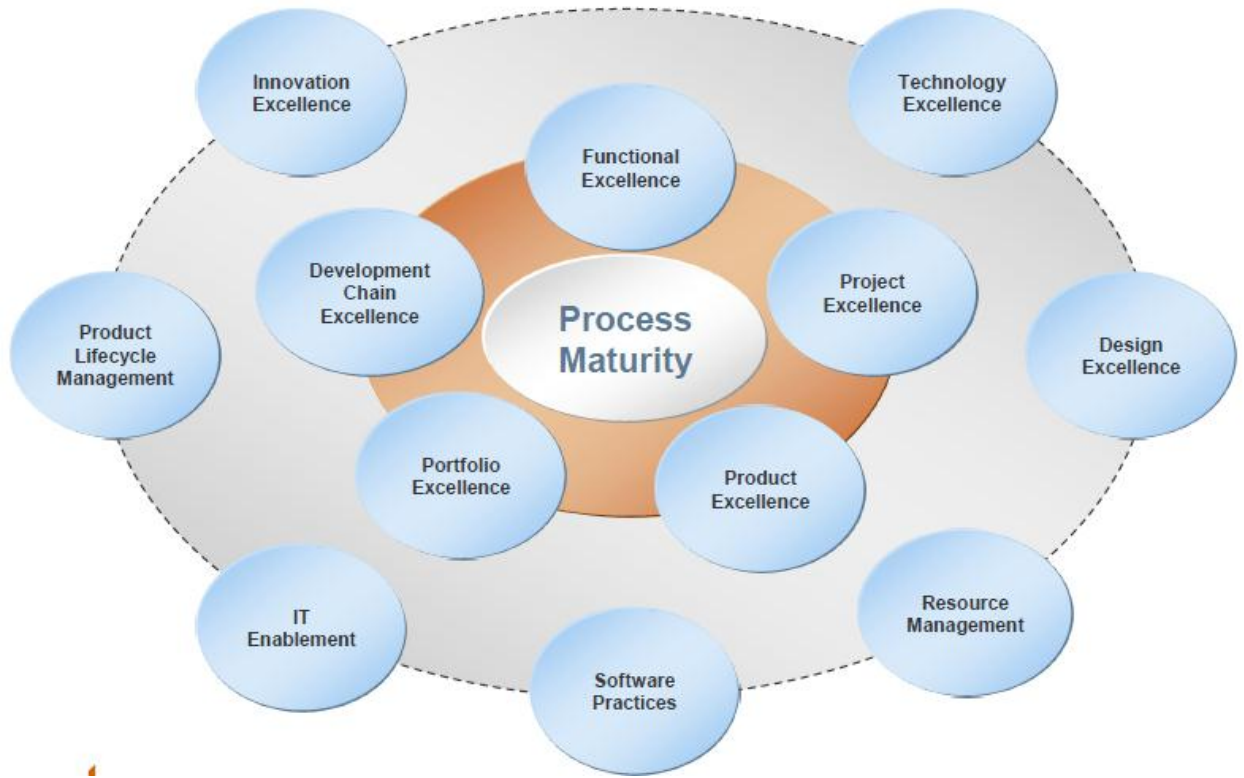 Innovation
Excellence
Technology
Excellence
Functional
Excellence
Development
Chain
Excellence
Project
Excellence
Process
Maturity
Product
Lifecycle
Management
Design
Excellence
Portfolio
Excellence
Product
Excellence
IT
Enablement
Resource
Management
Software
Practices